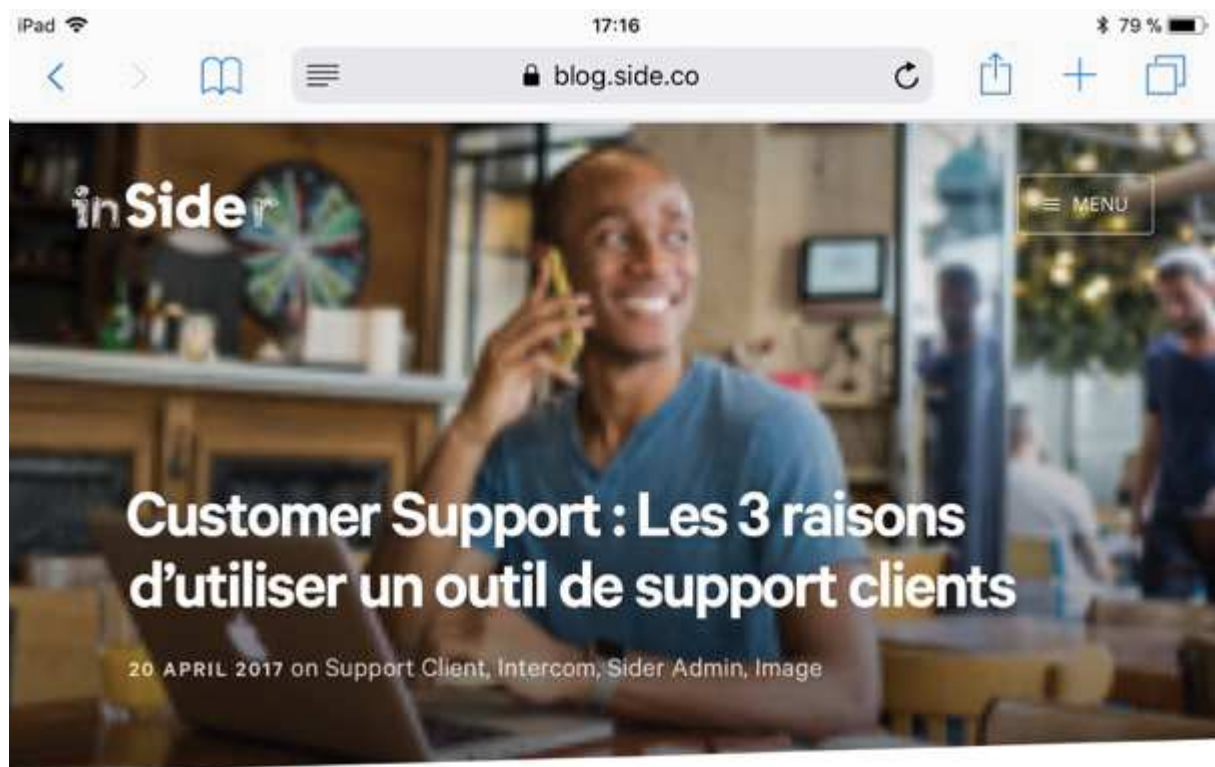 iPad 17:16 79 %
blog.side.co
inSider
MENU
Customer Support : Les 3 raisons
d’utiliser un outil de support clients
20 APRIL 2017 on Support Client, Intercom, Sider Admin, Image